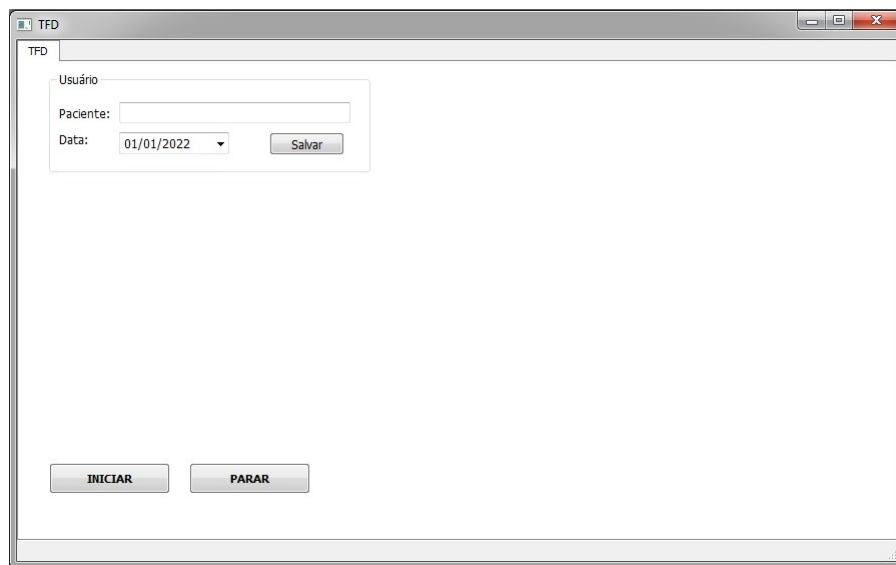 TFD
TFD
Usuário
Paciente:
Data: 01/01/2022 Salvar
INICIAR PARAR